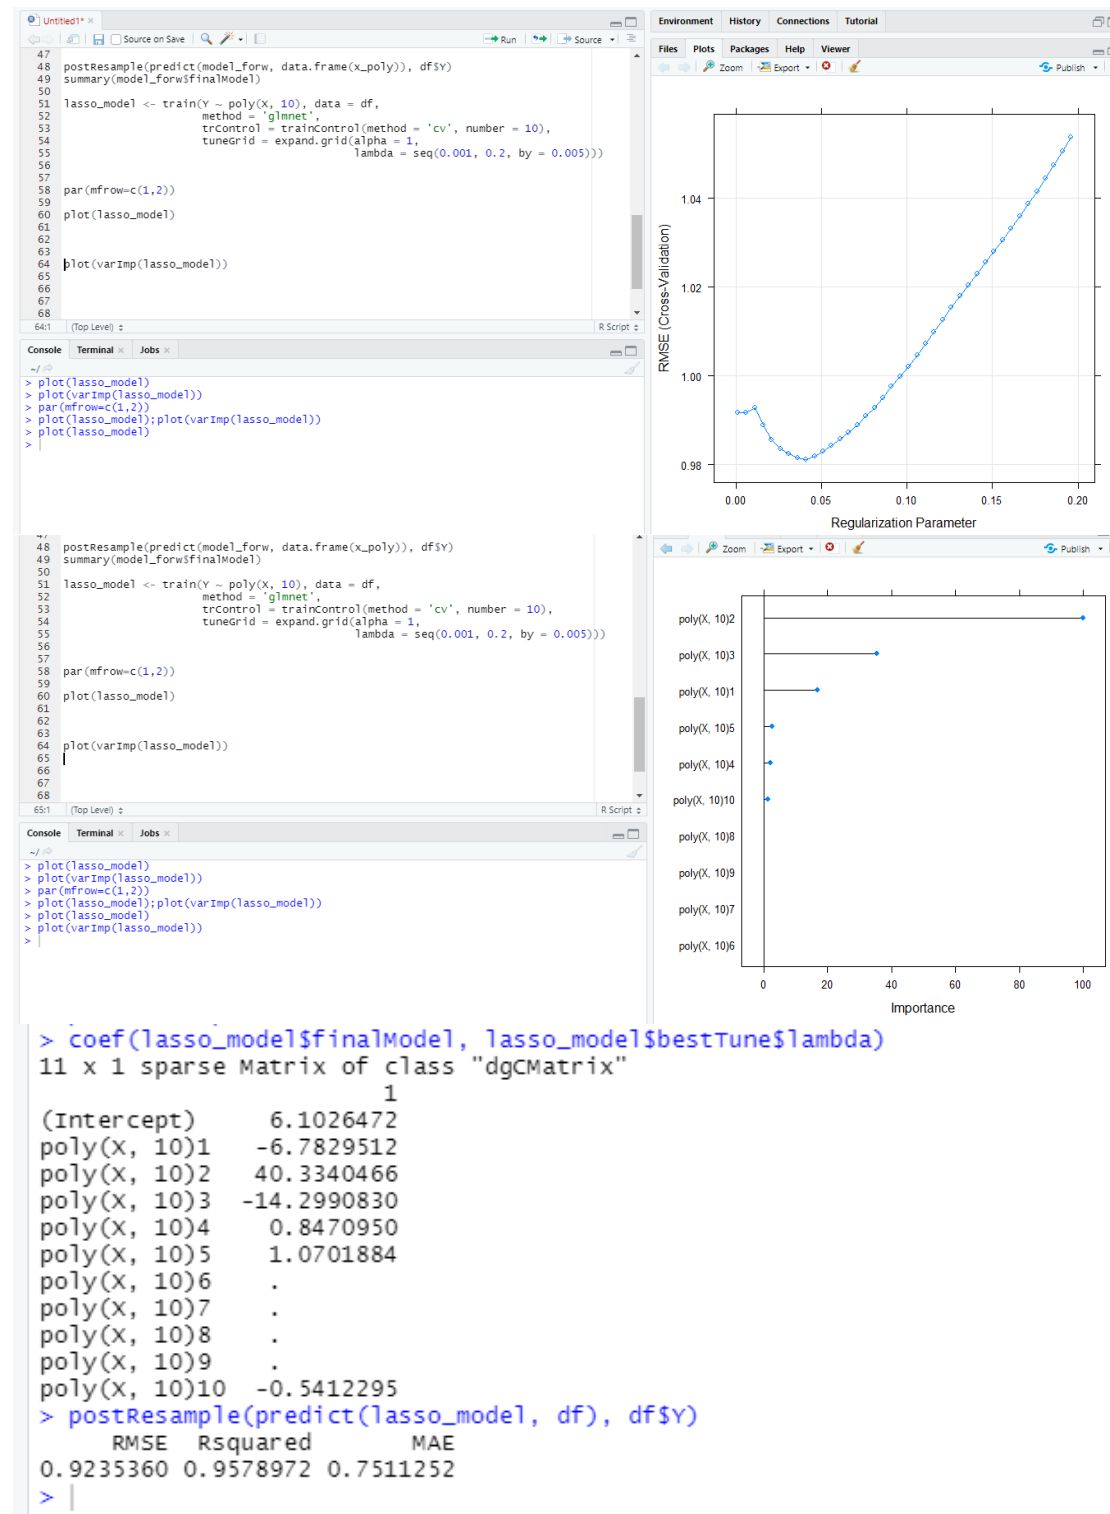 Untitled1* ×
Source on Save
Run
Source
47
48 postResample(predict(model_forw, data.frame(x_poly)), df$Y)
49 summary(model_forw$finalModel)
50
51 lasso_model <- train(Y ~ poly(X, 10), data = df,
52 method = 'glmnet',
53 trControl = trainControl(method = 'cv', number = 10),
54 tuneGrid = expand.grid(alpha = 1,
55 lambda = seq(0.001, 0.2, by = 0.005)))
56
57
58 par(mfrow=c(1,2))
59
60 plot(lasso_model)
61
62
63
64 plot(varImp(lasso_model))
65
66
67
68
64:1 (Top Level) R Script
Console Terminal × Jobs ×
~/
> plot(lasso_model)
> plot(varImp(lasso_model))
> par(mfrow=c(1,2))
> plot(lasso_model);plot(varImp(lasso_model))
> plot(lasso_model)
>
Environment History Connections Tutorial
Files Plots Packages Help Viewer
Zoom Export Publish
RMSE (Cross-Validation)
1.04
1.02
1.00
0.98
0.00 0.05 0.10 0.15 0.20
Regularization Parameter
47
48 postResample(predict(model_forw, data.frame(x_poly)), df$Y)
49 summary(model_forw$finalModel)
50
51 lasso_model <- train(Y ~ poly(X, 10), data = df,
52 method = 'glmnet',
53 trControl = trainControl(method = 'cv', number = 10),
54 tuneGrid = expand.grid(alpha = 1,
55 lambda = seq(0.001, 0.2, by = 0.005)))
56
57
58 par(mfrow=c(1,2))
59
60 plot(lasso_model)
61
62
63
64 plot(varImp(lasso_model))
65
66
67
68
65:1 (Top Level) R Script
Console Terminal × Jobs ×
~/
> plot(lasso_model)
> plot(varImp(lasso_model))
> par(mfrow=c(1,2))
> plot(lasso_model);plot(varImp(lasso_model))
> plot(lasso_model)
> plot(varImp(lasso_model))
>
Zoom Export Publish
poly(X, 10)2
poly(X, 10)3
poly(X, 10)1
poly(X, 10)5
poly(X, 10)4
poly(X, 10)10
poly(X, 10)8
poly(X, 10)9
poly(X, 10)7
poly(X, 10)6
0 20 40 60 80 100
Importance
> coef(lasso_model$finalModel, lasso_model$bestTune$lambda)
11 x 1 sparse Matrix of class "dgCMatrix"
1
(Intercept) 6.1026472
poly(X, 10)1 -6.7829512
poly(X, 10)2 40.3340466
poly(X, 10)3 -14.2990830
poly(X, 10)4 0.8470950
poly(X, 10)5 1.0701884
poly(X, 10)6 .
poly(X, 10)7 .
poly(X, 10)8 .
poly(X, 10)9 .
poly(X, 10)10 -0.5412295
> postResample(predict(lasso_model, df), df$Y)
RMSE Rsquared MAE
0.9235360 0.9578972 0.7511252
>